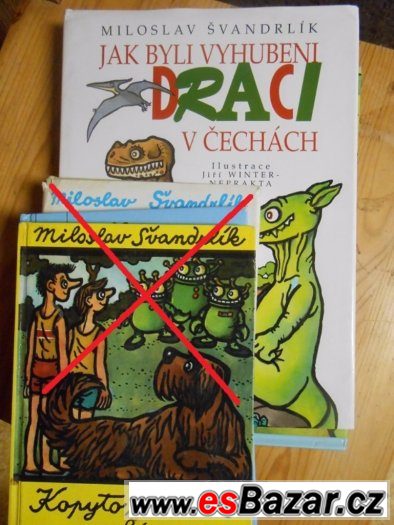 MILOSLAV ŠVANDRLÍK
JAK BYLI VYHUBENI
DRACI
V ČECHÁCH
Ilustrace
Jiří WINTER-
NEPRAKTA
Miloslav Švandrlík
Miloslav Švandrlík
Kopyto
www.esBazar.cz